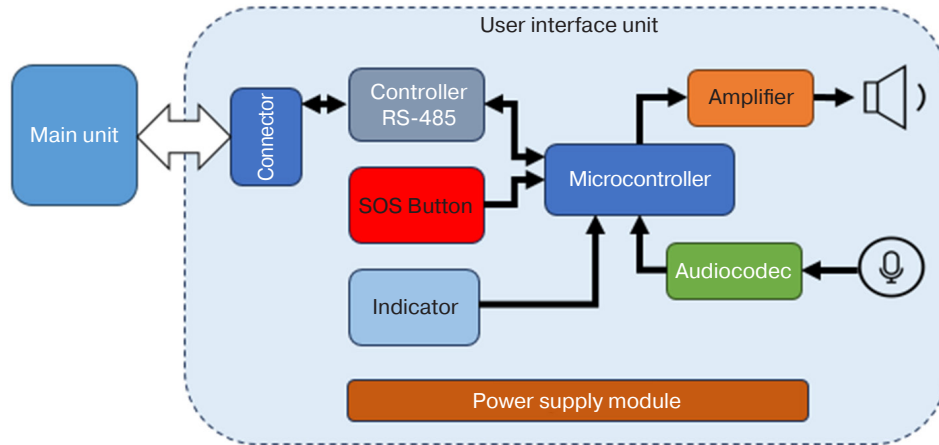 User interface unit
Main unit
Connector
Controller
RS-485
Amplifier
Microcontroller
SOS Button
Audiocodec
Indicator
Power supply module